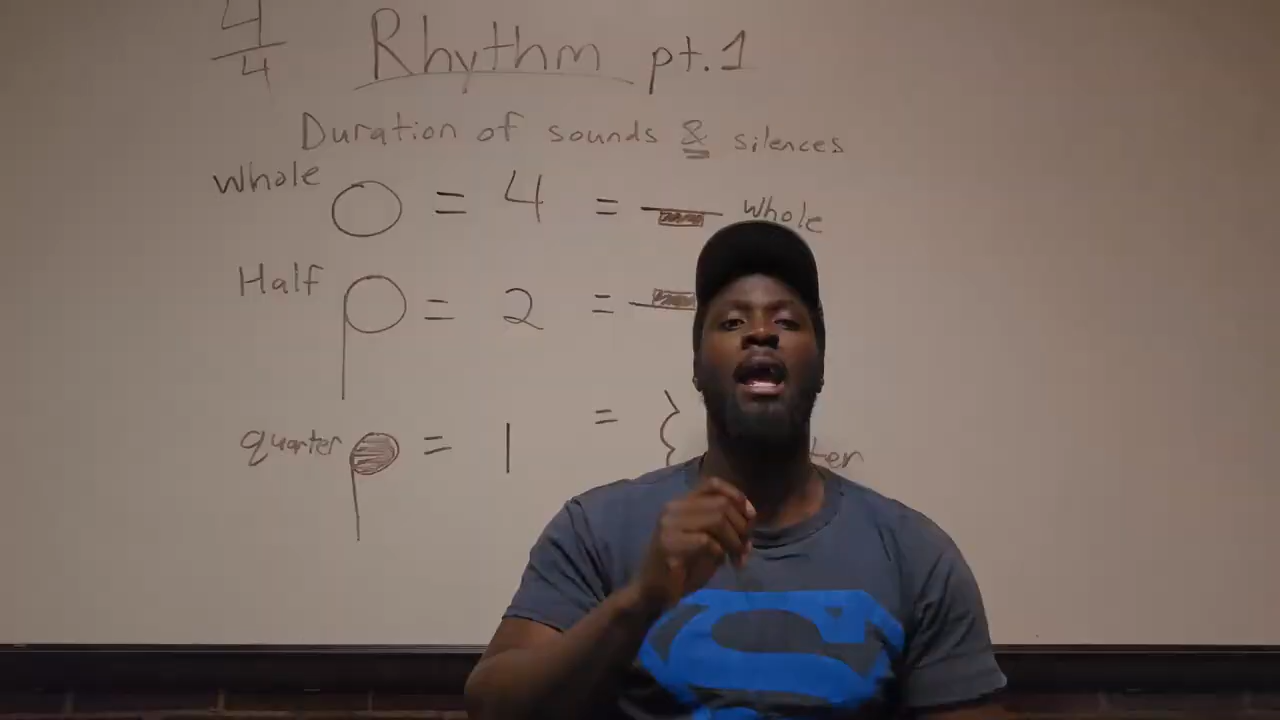 4/4 Rhythm pt.1
Duration of sounds & silences
Whole = 4 = Whole
Half = 2 =
quarter = 1 =